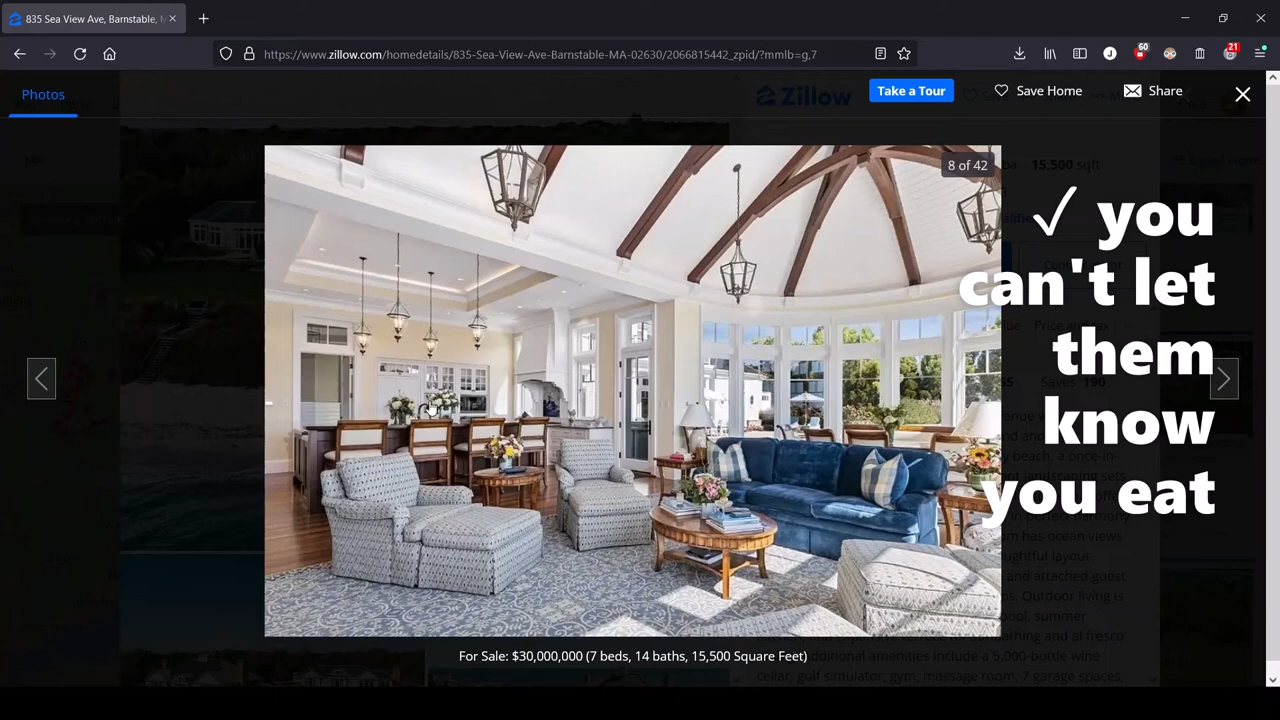 835 Sea View Ave, Barnstable, M
https://www.zillow.com/homedetails/835-Sea-View-Ave-Barnstable-MA-02630/2066815442_zpid/?mmlb=g,7
60
21
Photos
Zillow
Take a Tour
Save Home
Share
8 of 42
15,500 sqft
✓ you
can't let
them
know
you eat
Saves 190
For Sale: $30,000,000 (7 beds, 14 baths, 15,500 Square Feet)
additional amenities include a 5,000-bottle wine
cellar, golf simulator, gym, massage room, 7 garage spaces,